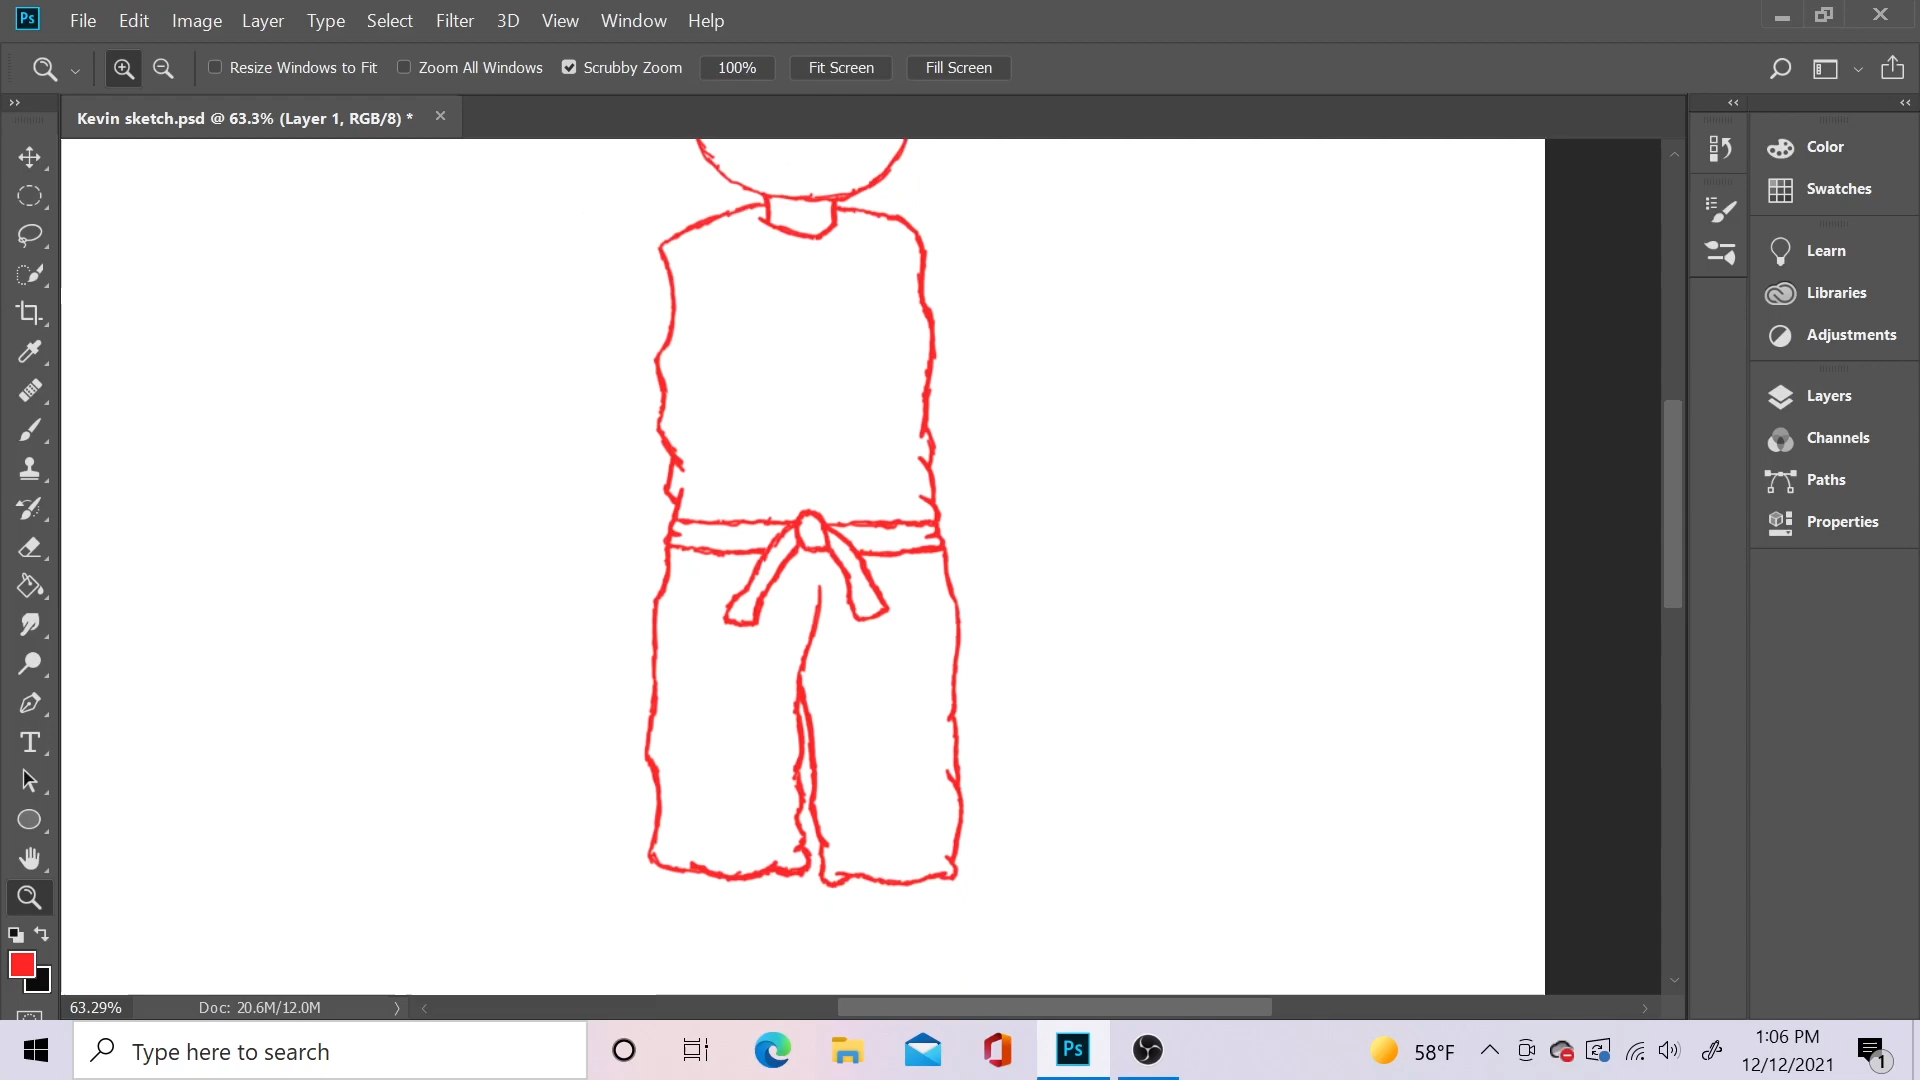 Ps File Edit Image Layer Type Select Filter 3D View Window Help
Resize Windows to Fit Zoom All Windows Scrubby Zoom 100% Fit Screen Fill Screen
Kevin sketch.psd @ 63.3% (Layer 1, RGB/8) *
Color
Swatches
Learn
Libraries
Adjustments
Layers
Channels
Paths
Properties
63.29% Doc: 20.6M/12.0M
Type here to search
Ps
58°F
1:06 PM
12/12/2021
1